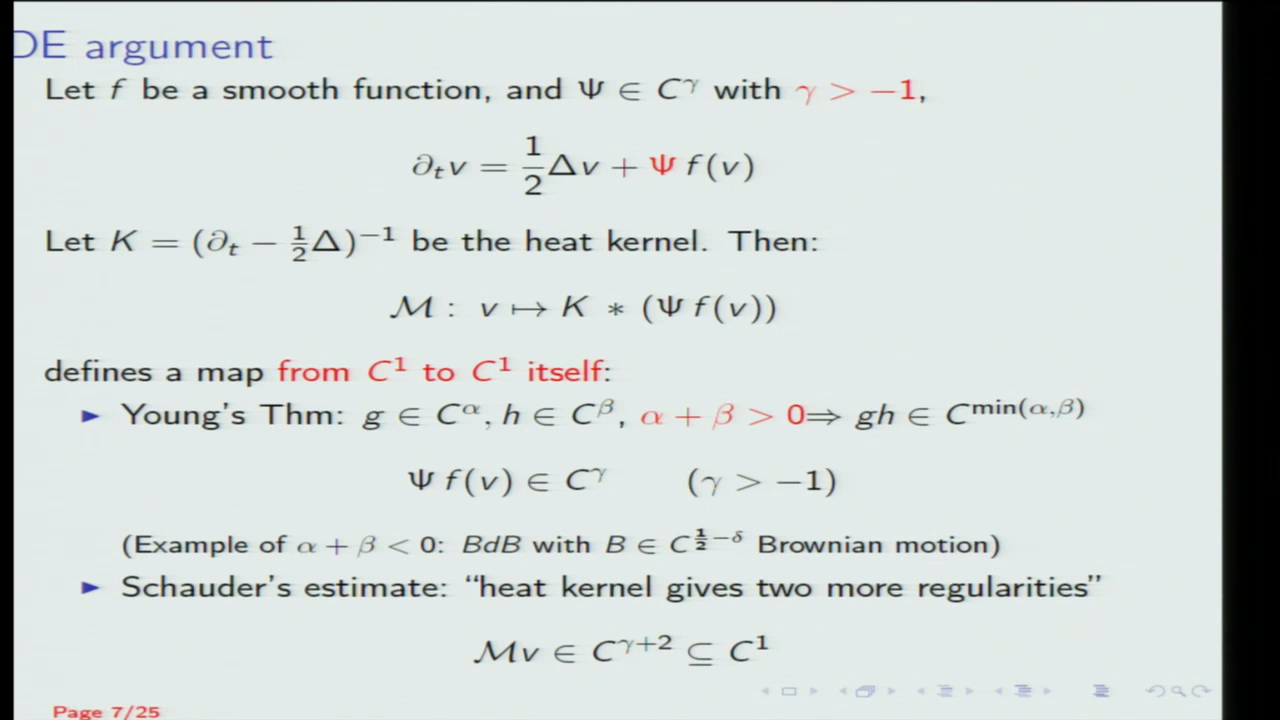 DE argument
Let f be a smooth function, and Ψ ∈ C^γ with γ > −1,
∂_t v = 1/2 Δv + Ψ f(v)
Let K = (∂_t − 1/2 Δ)^−1 be the heat kernel. Then:
ℳ : v ↦ K ∗ (Ψ f(v))
defines a map from C^1 to C^1 itself:
► Young's Thm: g ∈ C^α, h ∈ C^β, α + β > 0⇒ gh ∈ C^min(α,β)
Ψ f(v) ∈ C^γ (γ > −1)
(Example of α + β < 0: BdB with B ∈ C^{1/2−δ} Brownian motion)
► Schauder's estimate: “heat kernel gives two more regularities”
ℳv ∈ C^{γ+2} ⊆ C^1
Page 7/25